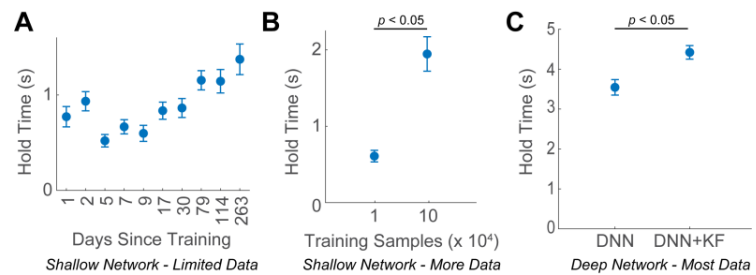 A
Hold Time (s)
1
0
1
2
5
7
9
17
30
79
114
263
Days Since Training
Shallow Network - Limited Data
B
p < 0.05
Hold Time (s)
2
1
0
1
10
Training Samples (x 10⁴)
Shallow Network - More Data
C
p < 0.05
Hold Time (s)
5
4
3
2
1
0
DNN
DNN+KF
Deep Network - Most Data